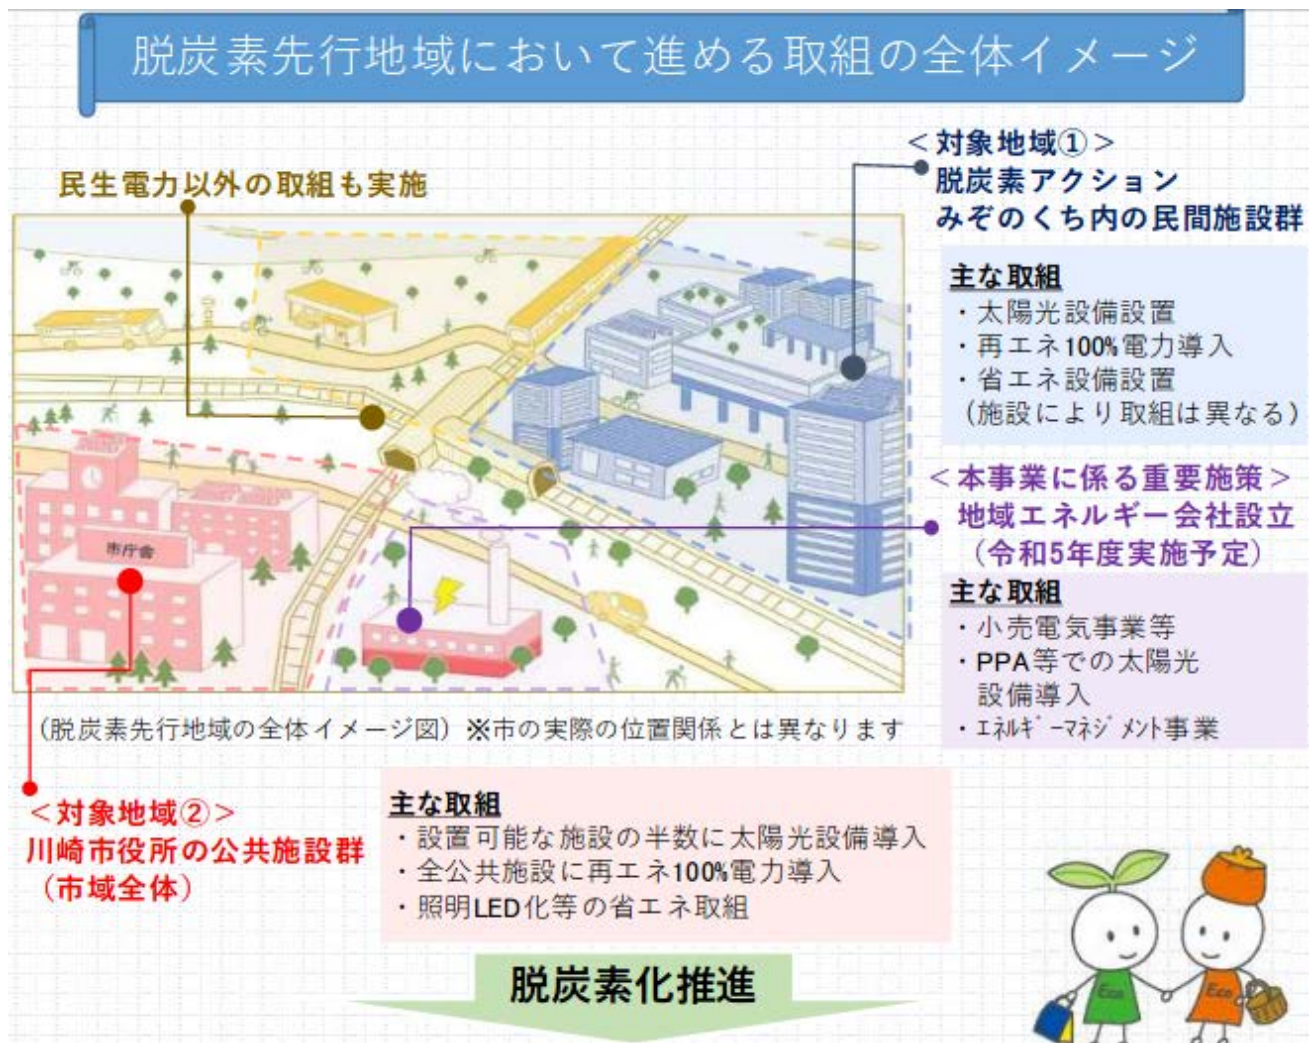 脱炭素先行地域において進める取組の全体イメージ
民生電力以外の取組も実施
＜対象地域①＞
脱炭素アクション
みぞのくち内の民間施設群
主な取組
・太陽光設備設置
・再エネ100%電力導入
・省エネ設備設置
（施設により取組は異なる）
＜本事業に係る重要施策＞
地域エネルギー会社設立
（令和5年度実施予定）
主な取組
・小売電気事業等
・PPA等での太陽光
設備導入
・ｴﾈﾙｷﾞｰﾏﾈｼﾞﾒﾝﾄ事業
市庁舎
（脱炭素先行地域の全体イメージ図）※市の実際の位置関係とは異なります
＜対象地域②＞
川崎市役所の公共施設群
（市域全体）
主な取組
・設置可能な施設の半数に太陽光設備導入
・全公共施設に再エネ100%電力導入
・照明LED化等の省エネ取組
脱炭素化推進
Eco
Eco